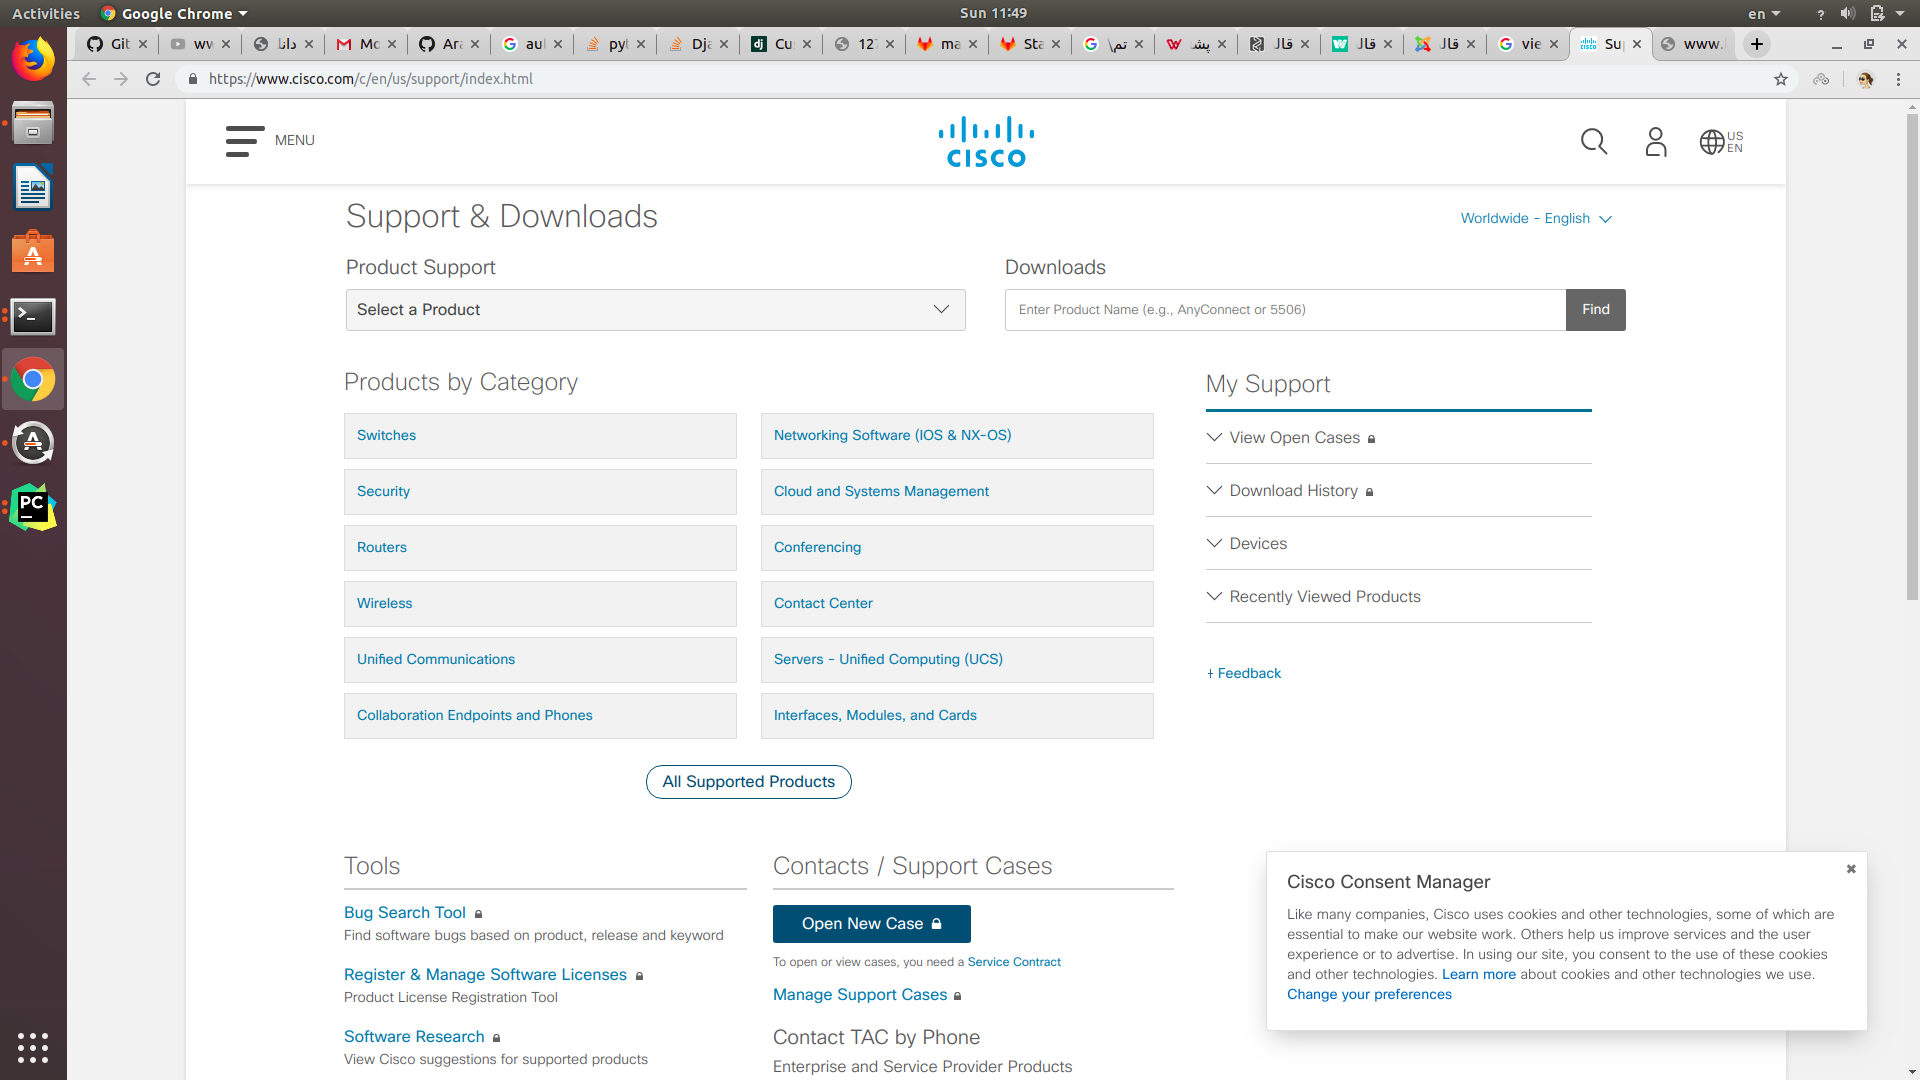 Activities
Google Chrome
Sun 11:49
en
Git
ww
دانا
Mc
Ara
aut
pyt
Dja
Cu
127
ma
Sta
تم\
پش
قال
قال
قال
vie
Su
www.
https://www.cisco.com/c/en/us/support/index.html
MENU
CISCO
US
EN
Support & Downloads
Worldwide - English
Product Support
Downloads
Select a Product
Enter Product Name (e.g., AnyConnect or 5506)
Find
Products by Category
My Support
Switches
Networking Software (IOS & NX-OS)
View Open Cases
Security
Cloud and Systems Management
Download History
Routers
Conferencing
Devices
Wireless
Contact Center
Recently Viewed Products
Unified Communications
Servers - Unified Computing (UCS)
+ Feedback
Collaboration Endpoints and Phones
Interfaces, Modules, and Cards
All Supported Products
Tools
Contacts / Support Cases
Bug Search Tool
Find software bugs based on product, release and keyword
Open New Case
To open or view cases, you need a Service Contract
Register & Manage Software Licenses
Product License Registration Tool
Manage Support Cases
Software Research
View Cisco suggestions for supported products
Contact TAC by Phone
Enterprise and Service Provider Products
Cisco Consent Manager
Like many companies, Cisco uses cookies and other technologies, some of which are
essential to make our website work. Others help us improve services and the user
experience or to advertise. In using our site, you consent to the use of these cookies
and other technologies. Learn more about cookies and other technologies we use.
Change your preferences
PC